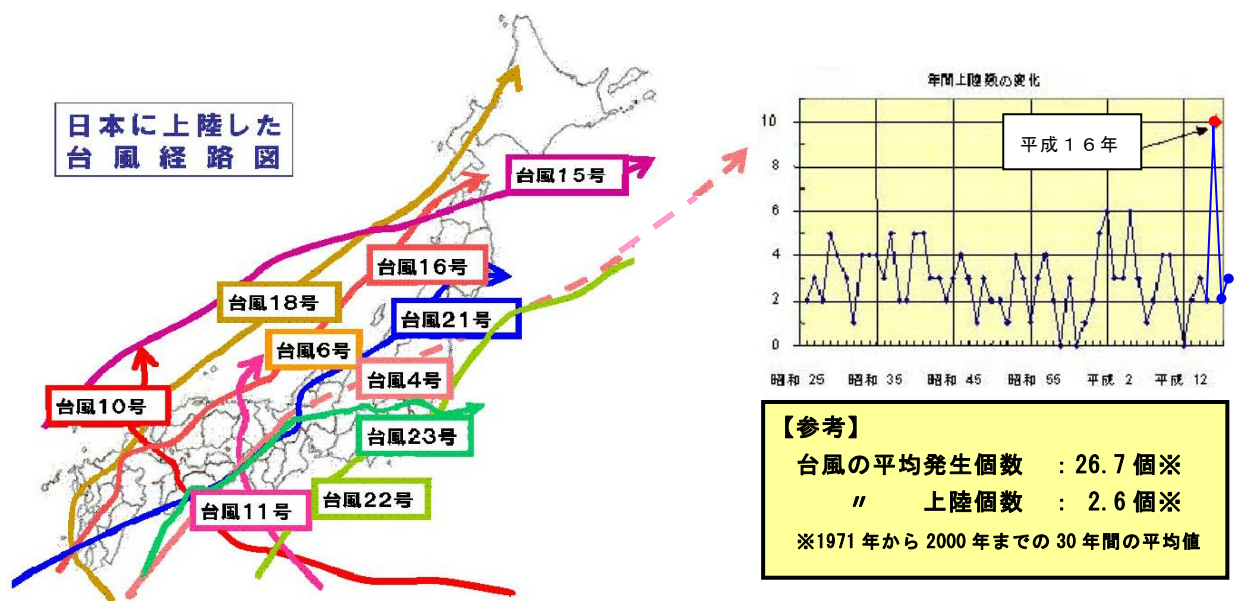 日本に上陸した
台風経路図
台風15号
台風16号
台風18号
台風21号
台風6号
台風4号
台風10号
台風23号
台風22号
台風11号
年間上陸数の変化
平成16年
10
8
6
4
2
0
昭和 25 昭和 35 昭和 45 昭和 55 平成 2 平成 12
【参考】
台風の平均発生個数 :26.7個※
〃 上陸個数 : 2.6個※
※1971年から2000年までの30年間の平均値